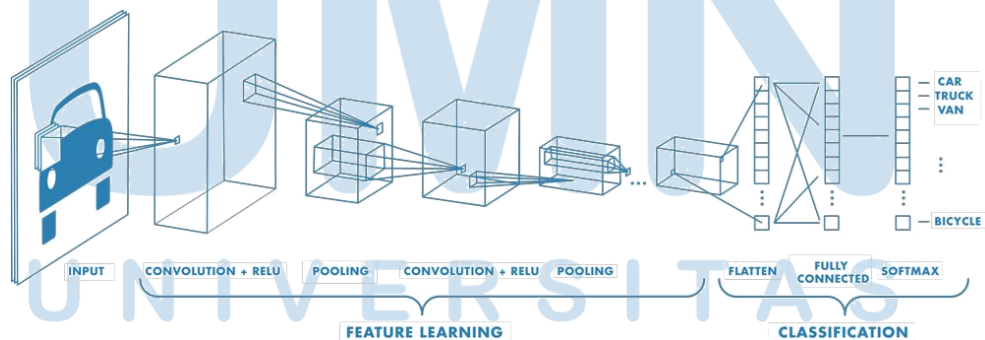 UMN
CAR
TRUCK
VAN
BICYCLE
INPUT
CONVOLUTION + RELU
POOLING
CONVOLUTION + RELU
POOLING
FLATTEN
FULLY
CONNECTED
SOFTMAX
UNIVERSITAS
FEATURE LEARNING
CLASSIFICATION